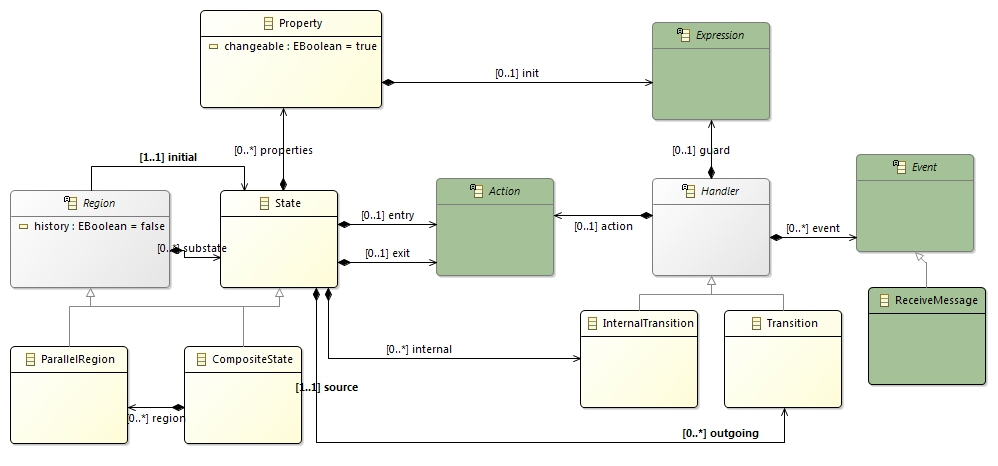 Property
changeable : EBoolean = true
[0..1] init
Expression
[0..*] properties
[0..1] guard
[1..1] initial
Region
history : EBoolean = false
[0..*] substate
State
[0..1] entry
[0..1] exit
Action
[0..1] action
Handler
[0..*] event
Event
ReceiveMessage
InternalTransition
Transition
[0..*] internal
ParallelRegion
CompositeState
[0..*] region
[1..1] source
[0..*] outgoing